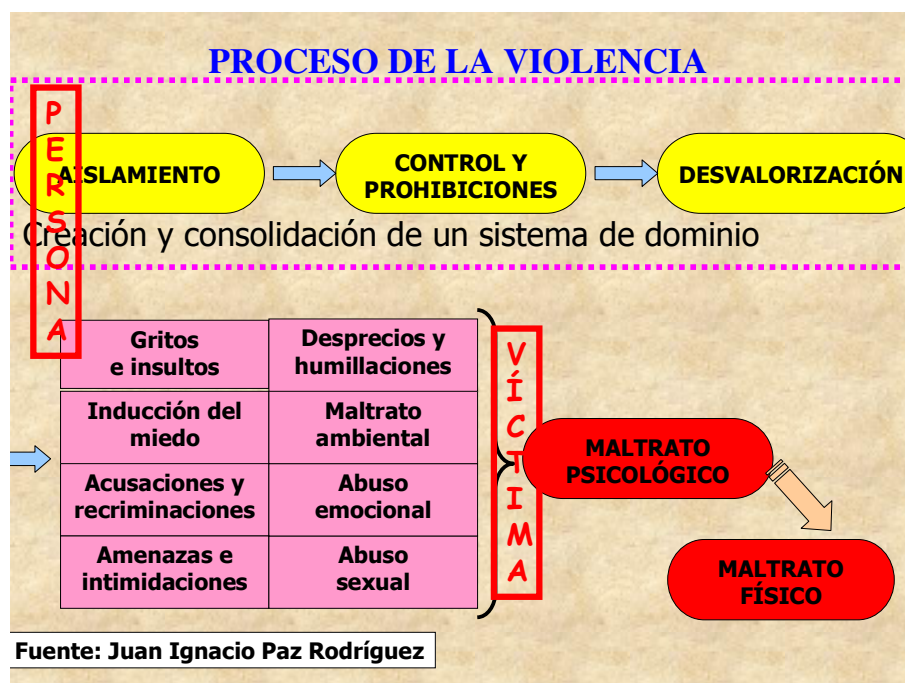 PROCESO DE LA VIOLENCIA
PERSONA
AISLAMIENTO
CONTROL Y
PROHIBICIONES
DESVALORIZACIÓN
Creación y consolidación de un sistema de dominio
Gritos
e insultos
Desprecios y
humillaciones
Inducción del
miedo
Maltrato
ambiental
Acusaciones y
recriminaciones
Abuso
emocional
Amenazas e
intimidaciones
Abuso
sexual
VÍCTIMA
MALTRATO
PSICOLÓGICO
MALTRATO
FÍSICO
Fuente: Juan Ignacio Paz Rodríguez